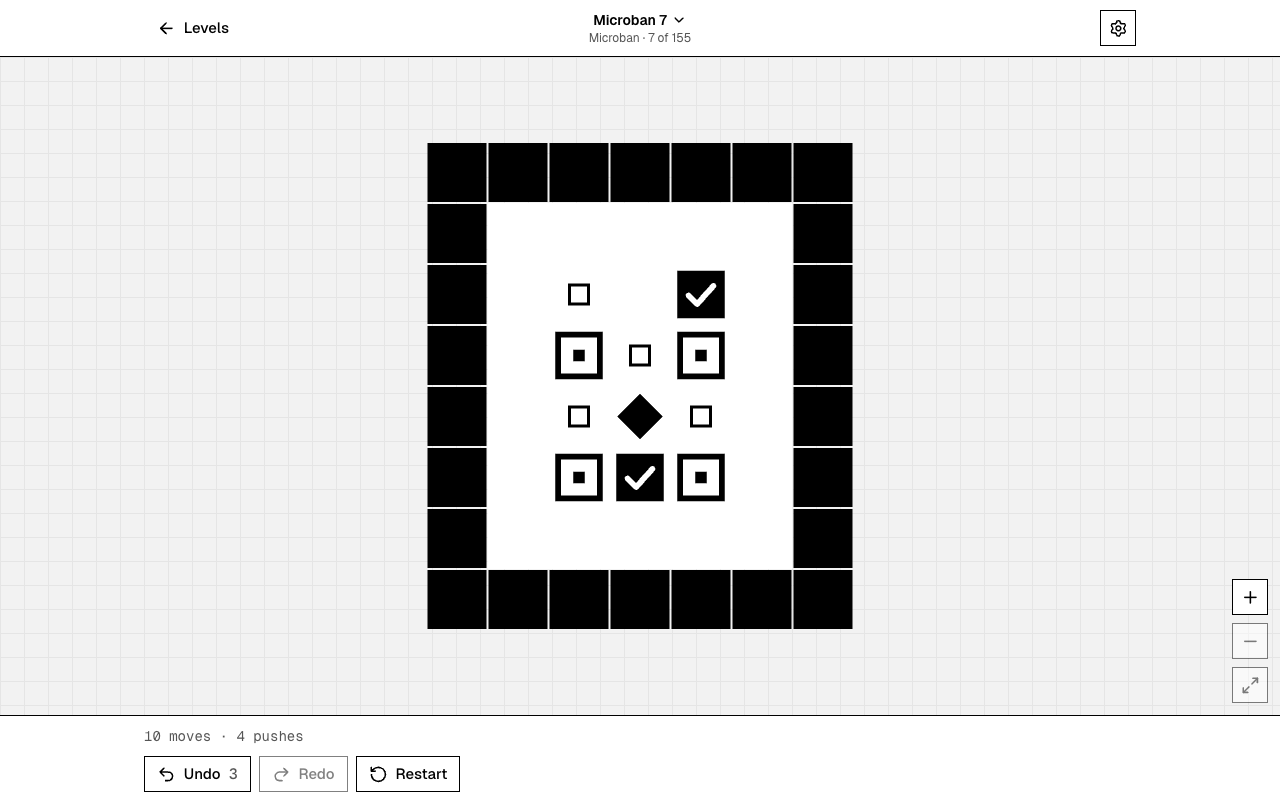 Levels
Microban 7
Microban · 7 of 155
10 moves · 4 pushes
Undo 3
Redo
Restart